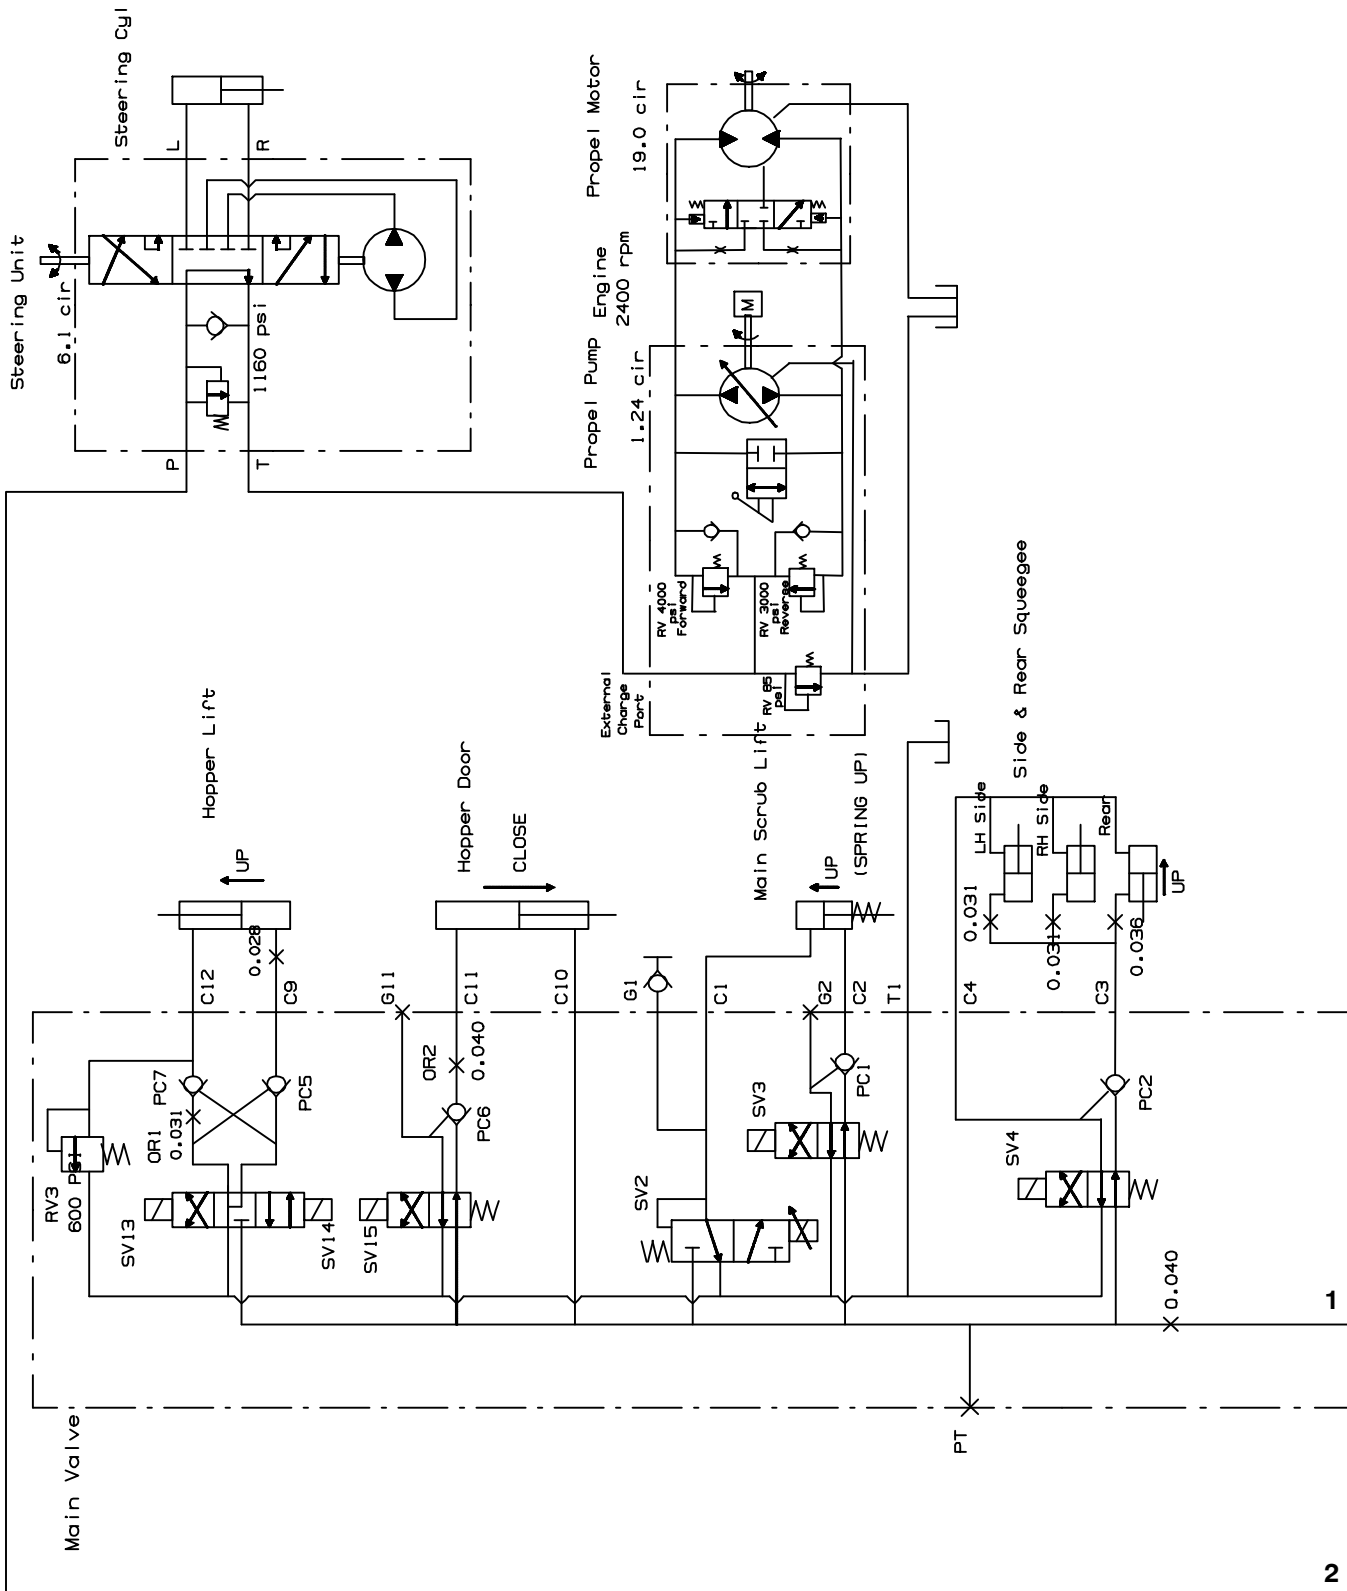 Steering Cyl
L
R
Steering Unit
6.1 cir
1160 psi
P
T
Propel Motor
19.0 cir
Engine
2400 rpm
M
Propel Pump
1.24 cir
RV 4000
psi
Forward
RV 3000
psi
Reverse
RV 85
psi
External
Charge
Port
Hopper Lift
UP
0.028
C12
C9
Hopper Door
CLOSE
G11
C11
C10
OR2
0.040
Main Scrub Lift
UP
(SPRING UP)
G1
C1
G2
C2
T1
Side & Rear Squeegee
LH Side
RH Side
Rear
0.031
0.031
0.036
UP
C4
C3
PC7
PC5
OR1
0.031
RV3
600 PSI
SV13
SV14
PC6
SV15
SV2
SV3
PC1
SV4
PC2
0.040
PT
Main Valve
1
2